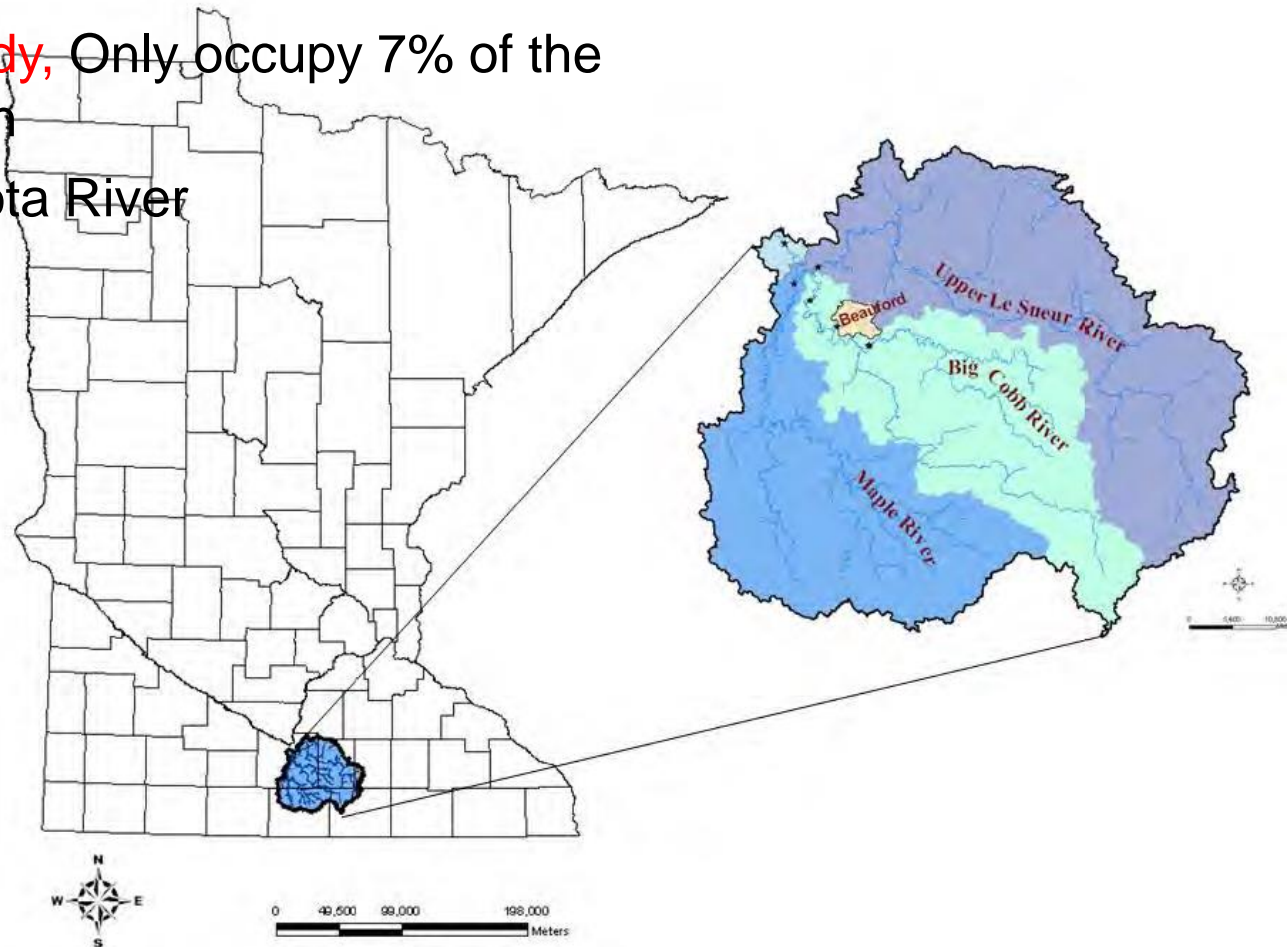 dy, Only occupy 7% of the
n
ota River
Upper Le Sueur River
Beauford
Big Cobb River
Maple River
N
W E
S
0 49,500 99,000 198,000
Meters